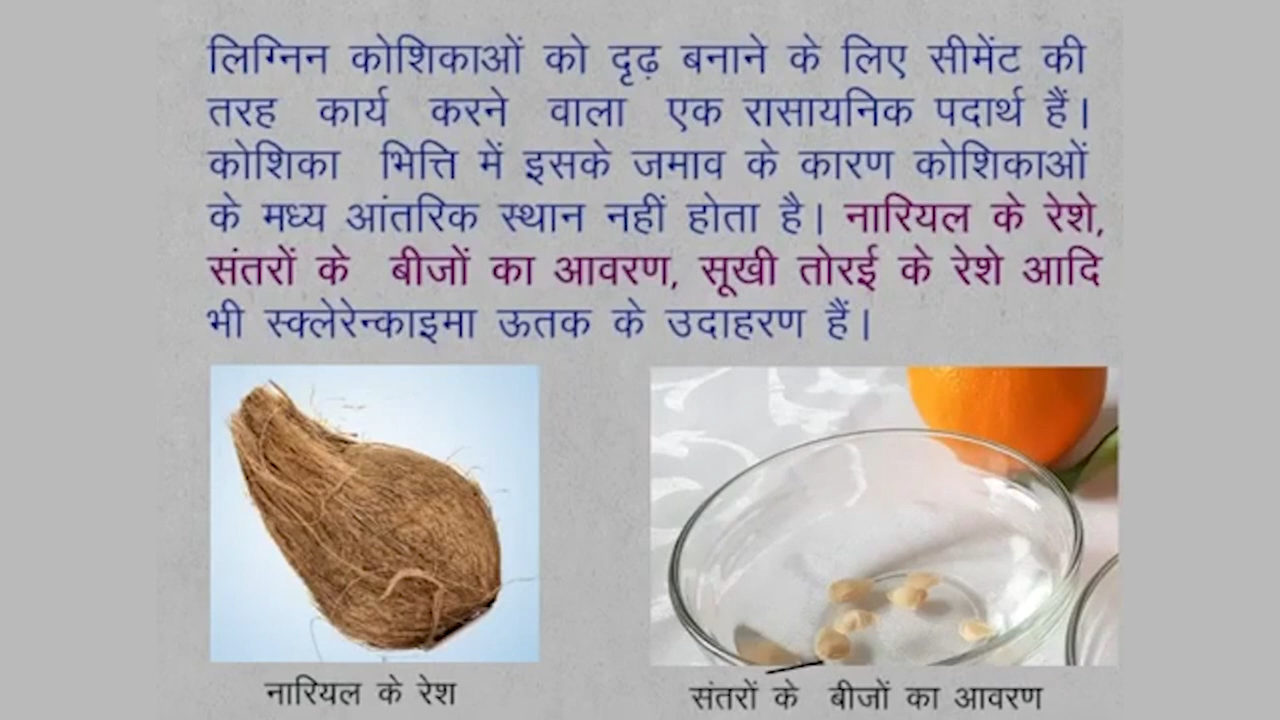 लिग्निन कोशिकाओं को दृढ़ बनाने के लिए सीमेंट की
तरह कार्य करने वाला एक रासायनिक पदार्थ हैं।
कोशिका भित्ति में इसके जमाव के कारण कोशिकाओं
के मध्य आंतरिक स्थान नहीं होता है। नारियल के रेशे,
संतरों के बीजों का आवरण, सूखी तोरई के रेशे आदि
भी स्क्लेरेन्काइमा ऊतक के उदाहरण हैं।
नारियल के रेश
संतरों के बीजों का आवरण